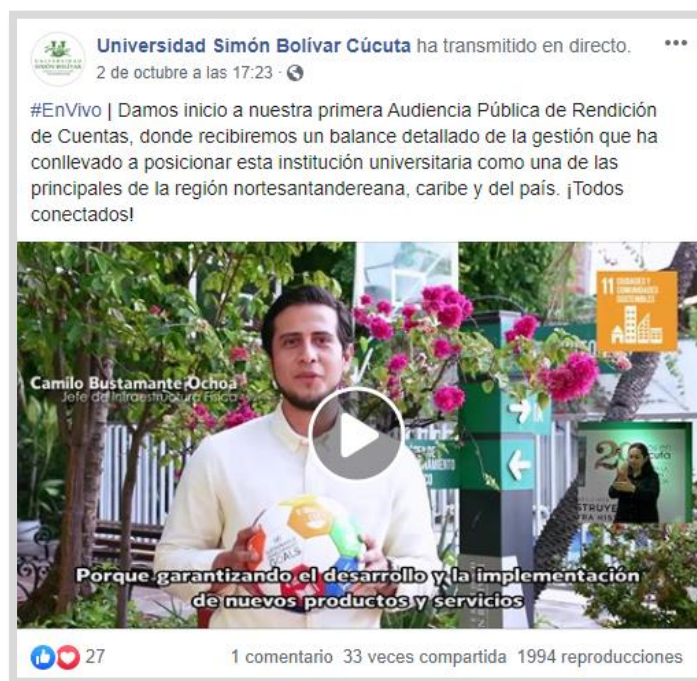 Universidad Simón Bolívar Cúcuta ha transmitido en directo.
2 de octubre a las 17:23 ·
#EnVivo | Damos inicio a nuestra primera Audiencia Pública de Rendición
de Cuentas, donde recibiremos un balance detallado de la gestión que ha
conllevado a posicionar esta institución universitaria como una de las
principales de la región nortesantandereana, caribe y del país. ¡Todos
conectados!
11 CIUDADES Y
COMUNIDADES
SOSTENIBLES
Camilo Bustamante Ochoa
Jefe de Infraestructura Física
GOALS
Porque garantizando el desarrollo y la implementación
de nuevos productos y servicios
27
1 comentario 33 veces compartida 1994 reproducciones